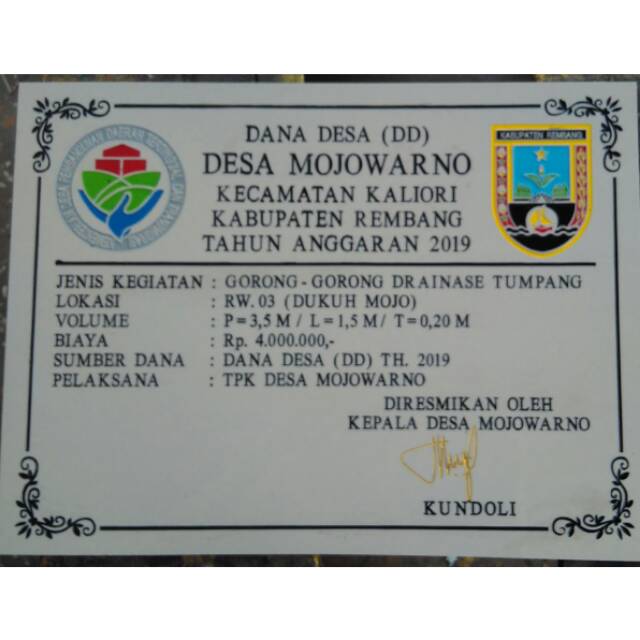 DANA DESA (DD)
DESA MOJOWARNO
KECAMATAN KALIORI
KABUPATEN REMBANG
TAHUN ANGGARAN 2019
KABUPATEN REMBANG
JENIS KEGIATAN : GORONG - GORONG DRAINASE TUMPANG
LOKASI : RW. 03 (DUKUH MOJO)
VOLUME : P = 3,5 M / L = 1,5 M / T = 0,20 M
BIAYA : Rp. 4.000.000,-
SUMBER DANA : DANA DESA (DD) TH. 2019
PELAKSANA : TPK DESA MOJOWARNO
DIRESMIKAN OLEH
KEPALA DESA MOJOWARNO
KUNDOLI